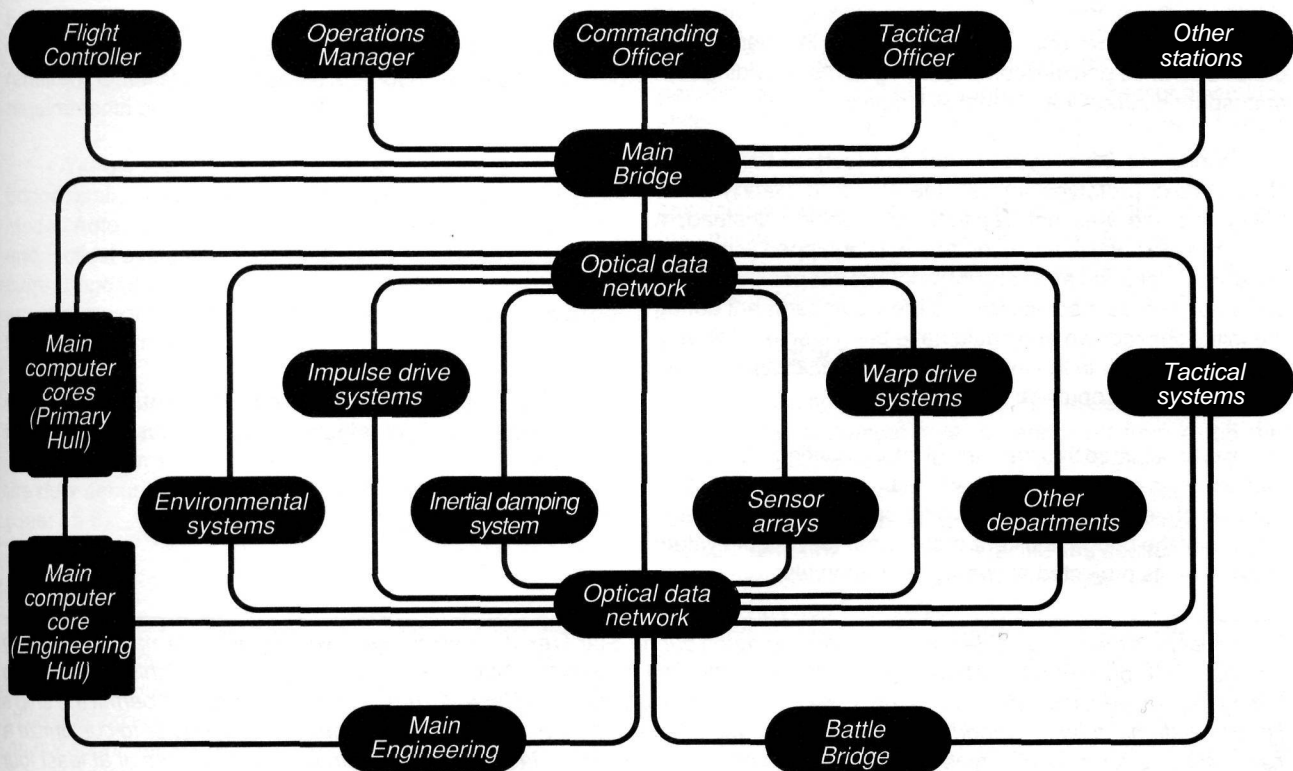 Flight
Controller
Operations
Manager
Commanding
Officer
Tactical
Officer
Other
stations
Main
Bridge
Optical data
network
Main
computer
cores
(Primary
Hull)
Impulse drive
systems
Warp drive
systems
Tactical
systems
Environmental
systems
Inertial damping
system
Sensor
arrays
Other
departments
Main
computer
core
(Engineering
Hull)
Optical data
network
Main
Engineering
Battle
Bridge